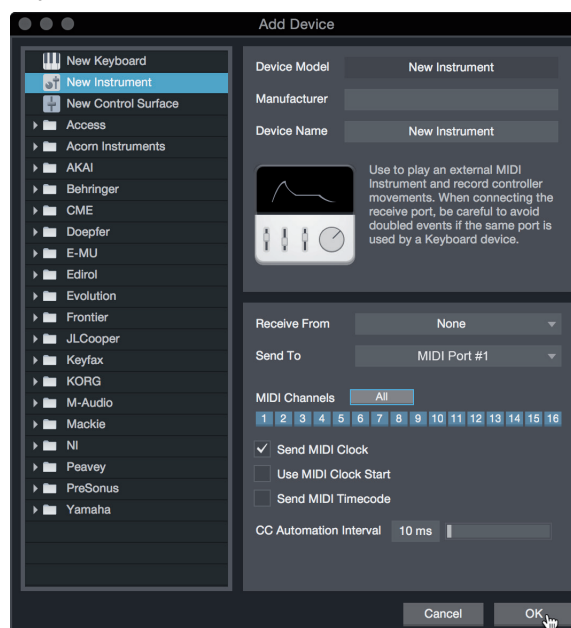 Add Device
New Keyboard
New Instrument
New Control Surface
Access
Acorn Instruments
AKAI
Behringer
CME
Doepfer
E-MU
Edirol
Evolution
Frontier
JLCooper
Keyfax
KORG
M-Audio
Mackie
NI
Peavey
PreSonus
Yamaha
Device Model New Instrument
Manufacturer
Device Name New Instrument
Use to play an external MIDI
Instrument and record controller
movements. When connecting the
receive port, be careful to avoid
doubled events if the same port is
used by a Keyboard device.
Receive From None
Send To MIDI Port #1
MIDI Channels All
1 2 3 4 5 6 7 8 9 10 11 12 13 14 15 16
Send MIDI Clock
Use MIDI Clock Start
Send MIDI Timecode
CC Automation Interval 10 ms
Cancel OK